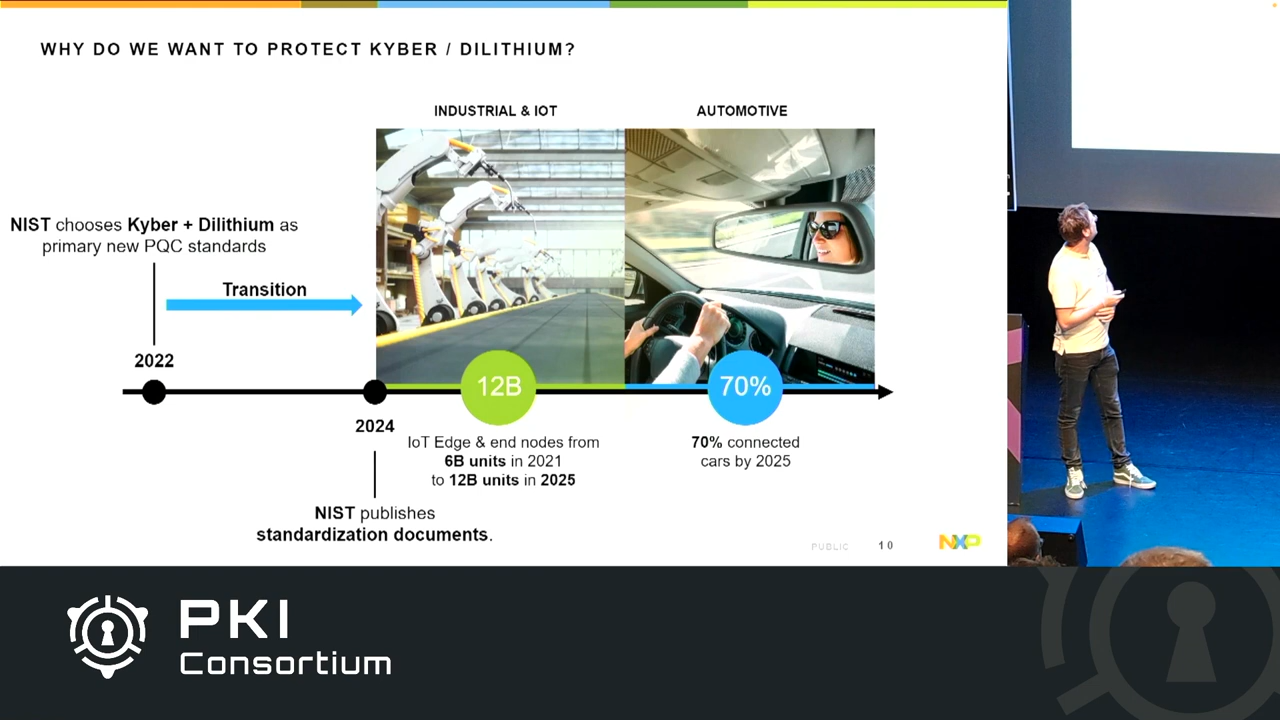 WHY DO WE WANT TO PROTECT KYBER / DILITHIUM?
INDUSTRIAL & IOT
AUTOMOTIVE
NIST chooses Kyber + Dilithium as
primary new PQC standards
Transition
2022
12B
70%
2024
IoT Edge & end nodes from
6B units in 2021
to 12B units in 2025
70% connected
cars by 2025
NIST publishes
standardization documents.
PUBLIC
10
NXP
PKI
Consortium